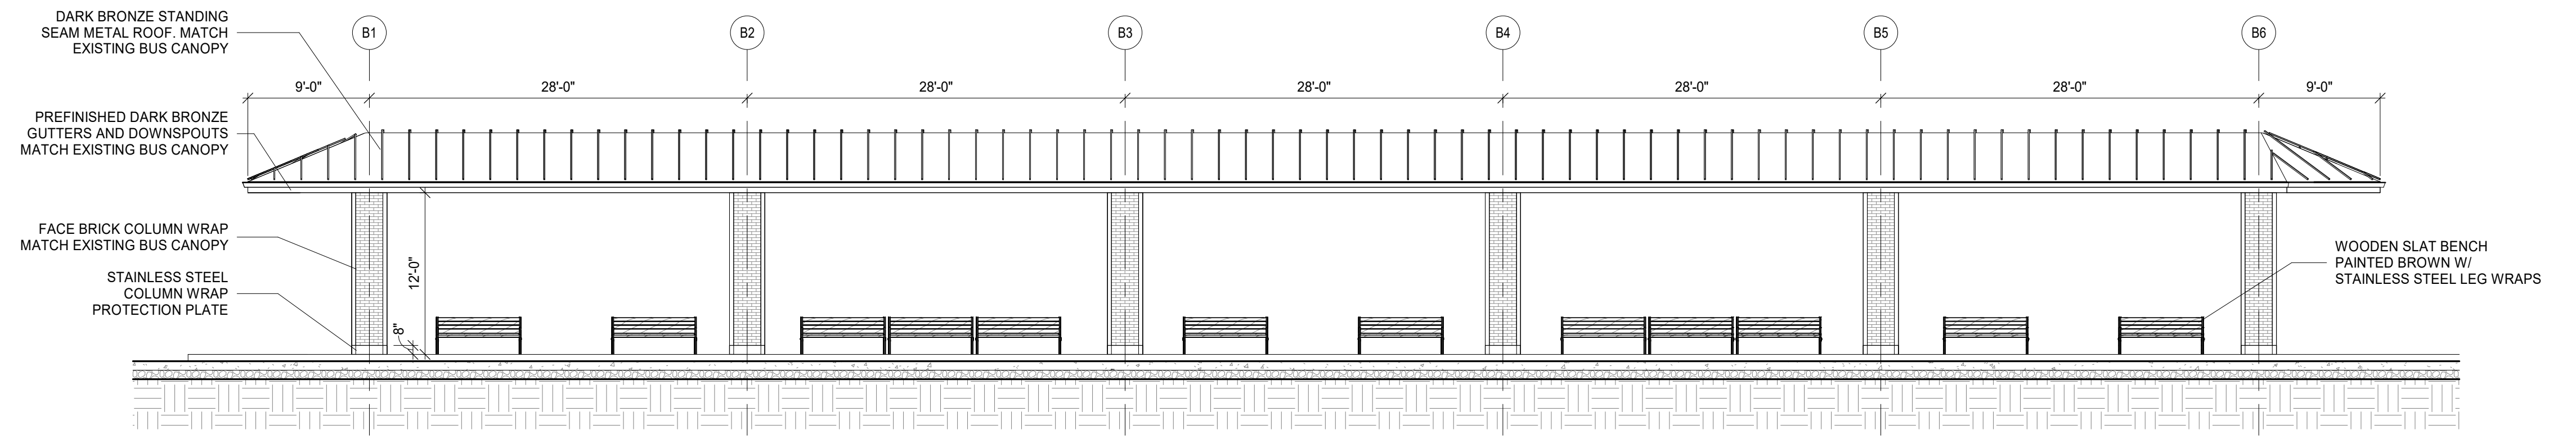 DARK BRONZE STANDING
SEAM METAL ROOF. MATCH
EXISTING BUS CANOPY
B1
B2
B3
B4
B5
B6
9'-0"
28'-0"
28'-0"
28'-0"
28'-0"
28'-0"
9'-0"
PREFINISHED DARK BRONZE
GUTTERS AND DOWNSPOUTS
MATCH EXISTING BUS CANOPY
FACE BRICK COLUMN WRAP
MATCH EXISTING BUS CANOPY
STAINLESS STEEL
COLUMN WRAP
PROTECTION PLATE
12'-0"
8"
WOODEN SLAT BENCH
PAINTED BROWN W/
STAINLESS STEEL LEG WRAPS